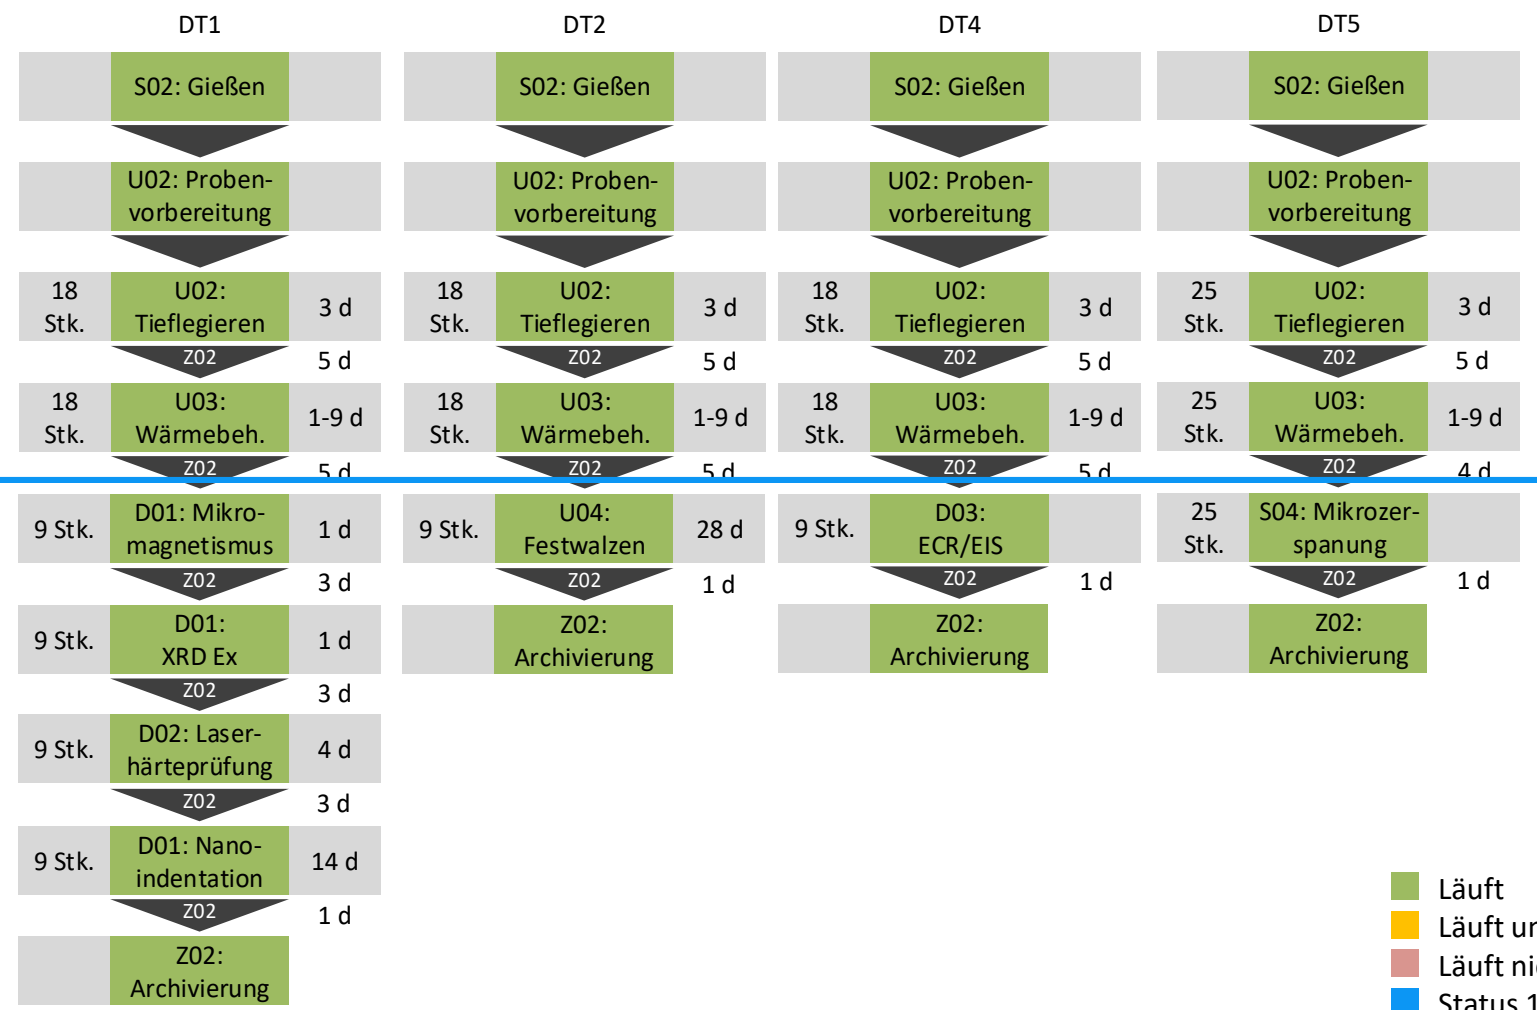 DT1
DT2
DT4
DT5
S02: Gießen
S02: Gießen
S02: Gießen
S02: Gießen
U02: Proben-
vorbereitung
U02: Proben-
vorbereitung
U02: Proben-
vorbereitung
U02: Proben-
vorbereitung
18
Stk.
U02:
Tieflegieren
3 d
18
Stk.
U02:
Tieflegieren
3 d
18
Stk.
U02:
Tieflegieren
3 d
25
Stk.
U02:
Tieflegieren
3 d
Z02
5 d
Z02
5 d
Z02
5 d
Z02
5 d
18
Stk.
U03:
Wärmebeh.
1-9 d
18
Stk.
U03:
Wärmebeh.
1-9 d
18
Stk.
U03:
Wärmebeh.
1-9 d
25
Stk.
U03:
Wärmebeh.
1-9 d
Z02
5 d
Z02
5 d
Z02
5 d
Z02
4 d
9 Stk.
D01: Mikro-
magnetismus
1 d
9 Stk.
U04:
Festwalzen
28 d
9 Stk.
D03:
ECR/EIS
25
Stk.
S04: Mikrozer-
spanung
Z02
3 d
Z02
1 d
Z02
1 d
Z02
1 d
9 Stk.
D01:
XRD Ex
1 d
Z02:
Archivierung
Z02:
Archivierung
Z02:
Archivierung
Z02
3 d
9 Stk.
D02: Laser-
härteprüfung
4 d
Z02
3 d
9 Stk.
D01: Nano-
indentation
14 d
Z02
1 d
Z02:
Archivierung
Läuft
Läuft
Läuft
Status